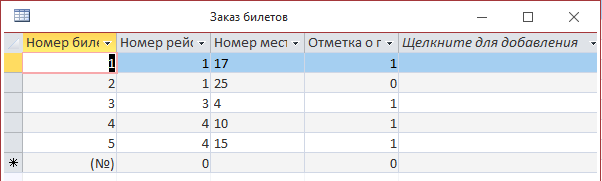 Заказ билетов
Номер биле Номер рейс Номер мест Отметка о г Щелкните для добавления
1 1 17 1
2 1 25 0
3 3 4 1
4 4 10 1
5 4 15 1
(№) 0 0